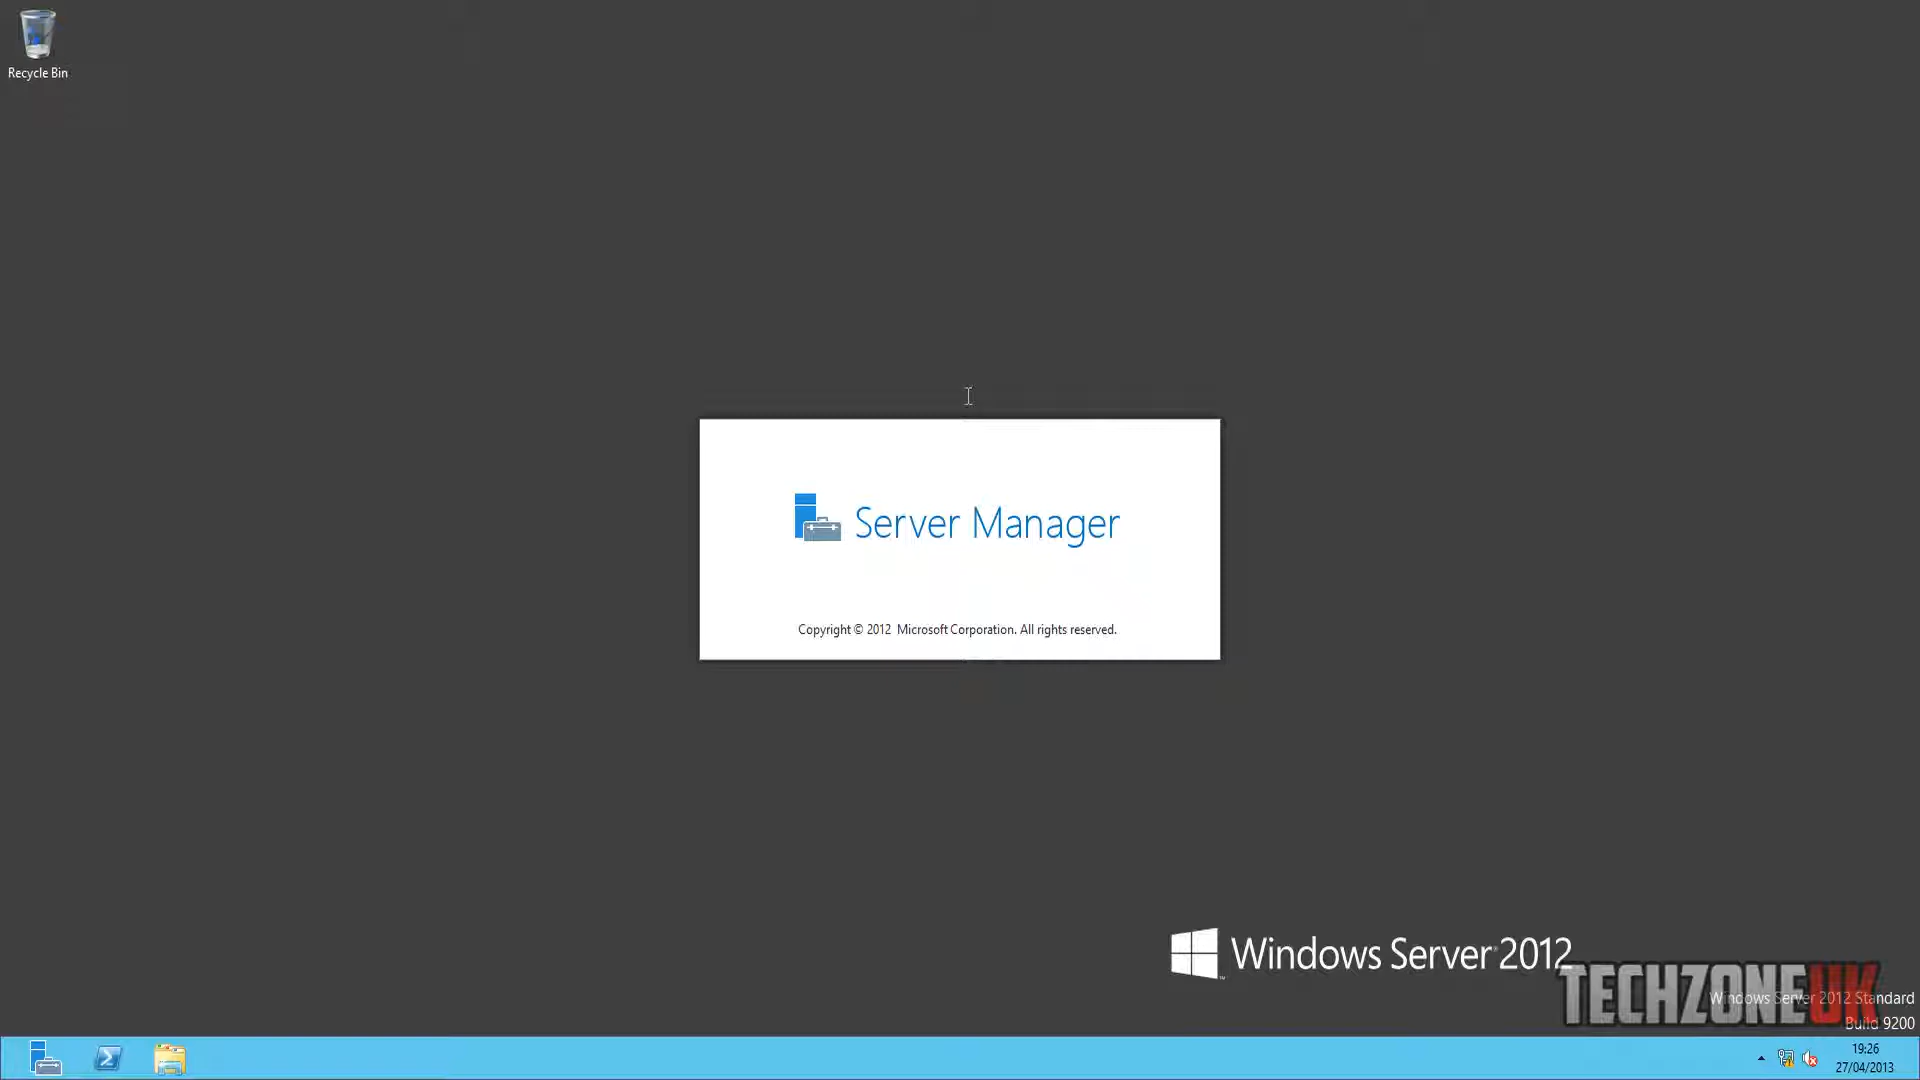 Recycle Bin
Server Manager
Copyright © 2012 Microsoft Corporation. All rights reserved.
Windows Server 2012
TECHZONEUK
Windows Server 2012 Standard
Build 9200
19:26
27/04/2013